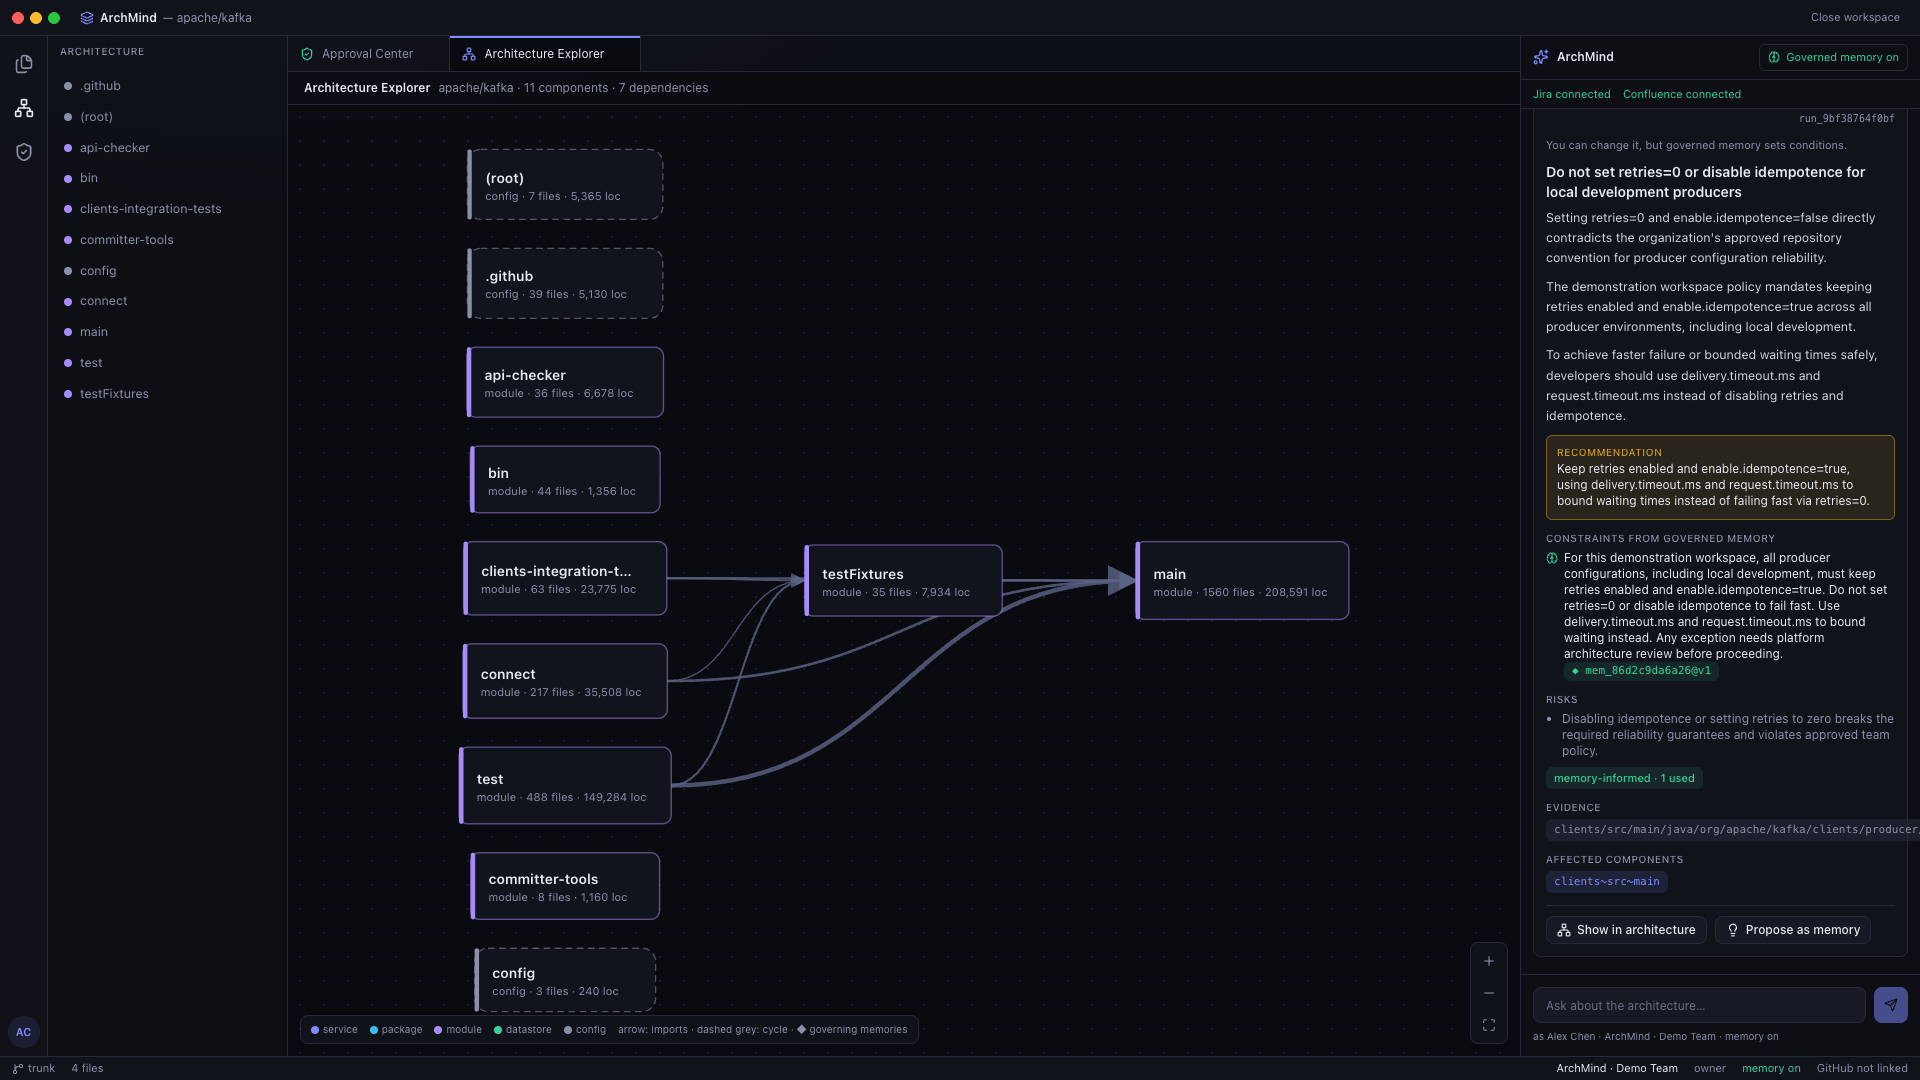 ArchMind — apache/kafka
Close workspace
ARCHITECTURE
.github
(root)
api-checker
bin
clients-integration-tests
committer-tools
config
connect
main
test
testFixtures
AC
Approval Center
Architecture Explorer
Architecture Explorer apache/kafka · 11 components · 7 dependencies
(root)
config · 7 files · 5,365 loc
.github
config · 39 files · 5,130 loc
api-checker
module · 36 files · 6,678 loc
bin
module · 44 files · 1,356 loc
clients-integration-t...
module · 63 files · 23,775 loc
testFixtures
module · 35 files · 7,934 loc
main
module · 1560 files · 208,591 loc
connect
module · 217 files · 35,508 loc
test
module · 488 files · 149,284 loc
committer-tools
module · 8 files · 1,160 loc
config
config · 3 files · 240 loc
service package module datastore config arrow: imports · dashed grey: cycle · ◆ governing memories
ArchMind
Governed memory on
Jira connected Confluence connected
run_9bf38764f0bf
You can change it, but governed memory sets conditions.
Do not set retries=0 or disable idempotence for
local development producers
Setting retries=0 and enable.idempotence=false directly
contradicts the organization's approved repository
convention for producer configuration reliability.
The demonstration workspace policy mandates keeping
retries enabled and enable.idempotence=true across all
producer environments, including local development.
To achieve faster failure or bounded waiting times safely,
developers should use delivery.timeout.ms and
request.timeout.ms instead of disabling retries and
idempotence.
RECOMMENDATION
Keep retries enabled and enable.idempotence=true,
using delivery.timeout.ms and request.timeout.ms to
bound waiting times instead of failing fast via retries=0.
CONSTRAINTS FROM GOVERNED MEMORY
For this demonstration workspace, all producer
configurations, including local development, must keep
retries enabled and enable.idempotence=true. Do not set
retries=0 or disable idempotence to fail fast. Use
delivery.timeout.ms and request.timeout.ms to bound
waiting instead. Any exception needs platform
architecture review before proceeding.
◆ mem_86d2c9da6a26@v1
RISKS
• Disabling idempotence or setting retries to zero breaks the
required reliability guarantees and violates approved team
policy.
memory-informed · 1 used
EVIDENCE
clients/src/main/java/org/apache/kafka/clients/producer/
AFFECTED COMPONENTS
clients~src~main
Show in architecture
Propose as memory
Ask about the architecture...
as Alex Chen · ArchMind · Demo Team · memory on
trunk 4 files
ArchMind · Demo Team owner memory on GitHub not linked